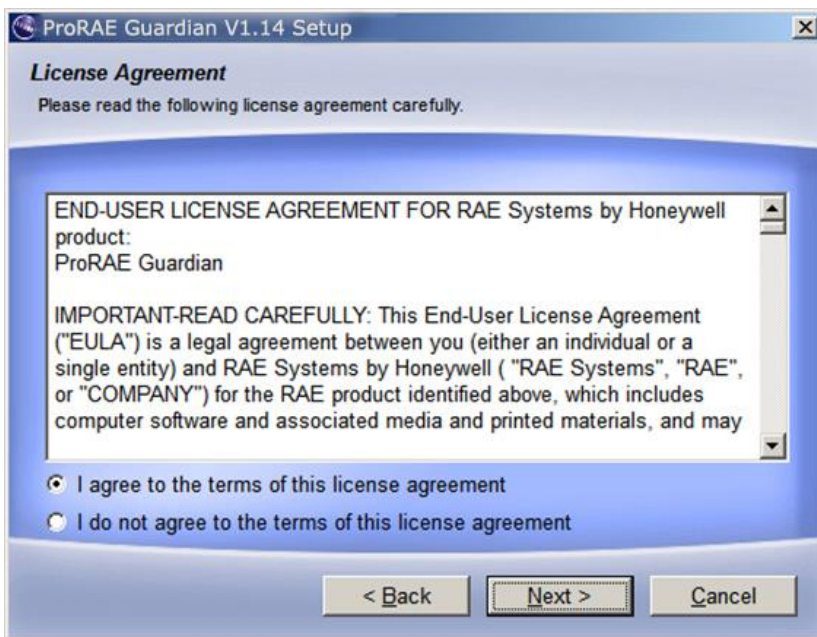 ProRAE Guardian V1.14 Setup
License Agreement
Please read the following license agreement carefully.
END-USER LICENSE AGREEMENT FOR RAE Systems by Honeywell
product:
ProRAE Guardian
IMPORTANT-READ CAREFULLY: This End-User License Agreement
("EULA") is a legal agreement between you (either an individual or a
single entity) and RAE Systems by Honeywell ( "RAE Systems", "RAE",
or "COMPANY") for the RAE product identified above, which includes
computer software and associated media and printed materials, and may
I agree to the terms of this license agreement
I do not agree to the terms of this license agreement
< Back Next > Cancel